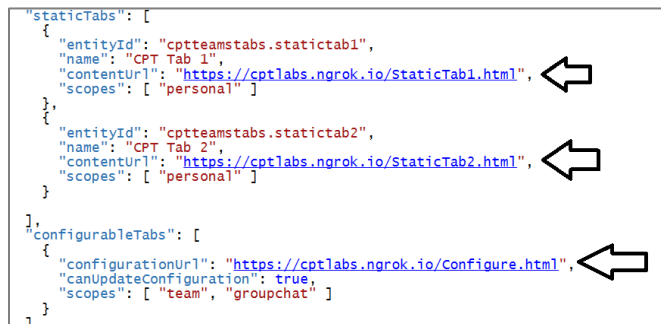 "staticTabs": [
{
"entityId": "cptteamstabs.statictab1",
"name": "CPT Tab 1",
"contentUrl": "https://cptlabs.ngrok.io/StaticTab1.html",
"scopes": [ "personal" ]
},
{
"entityId": "cptteamstabs.statictab2",
"name": "CPT Tab 2",
"contentUrl": "https://cptlabs.ngrok.io/StaticTab2.html",
"scopes": [ "personal" ]
}
],
"configurableTabs": [
{
"configurationUrl": "https://cptlabs.ngrok.io/Configure.html",
"canUpdateConfiguration": true,
"scopes": [ "team", "groupchat" ]
}
]